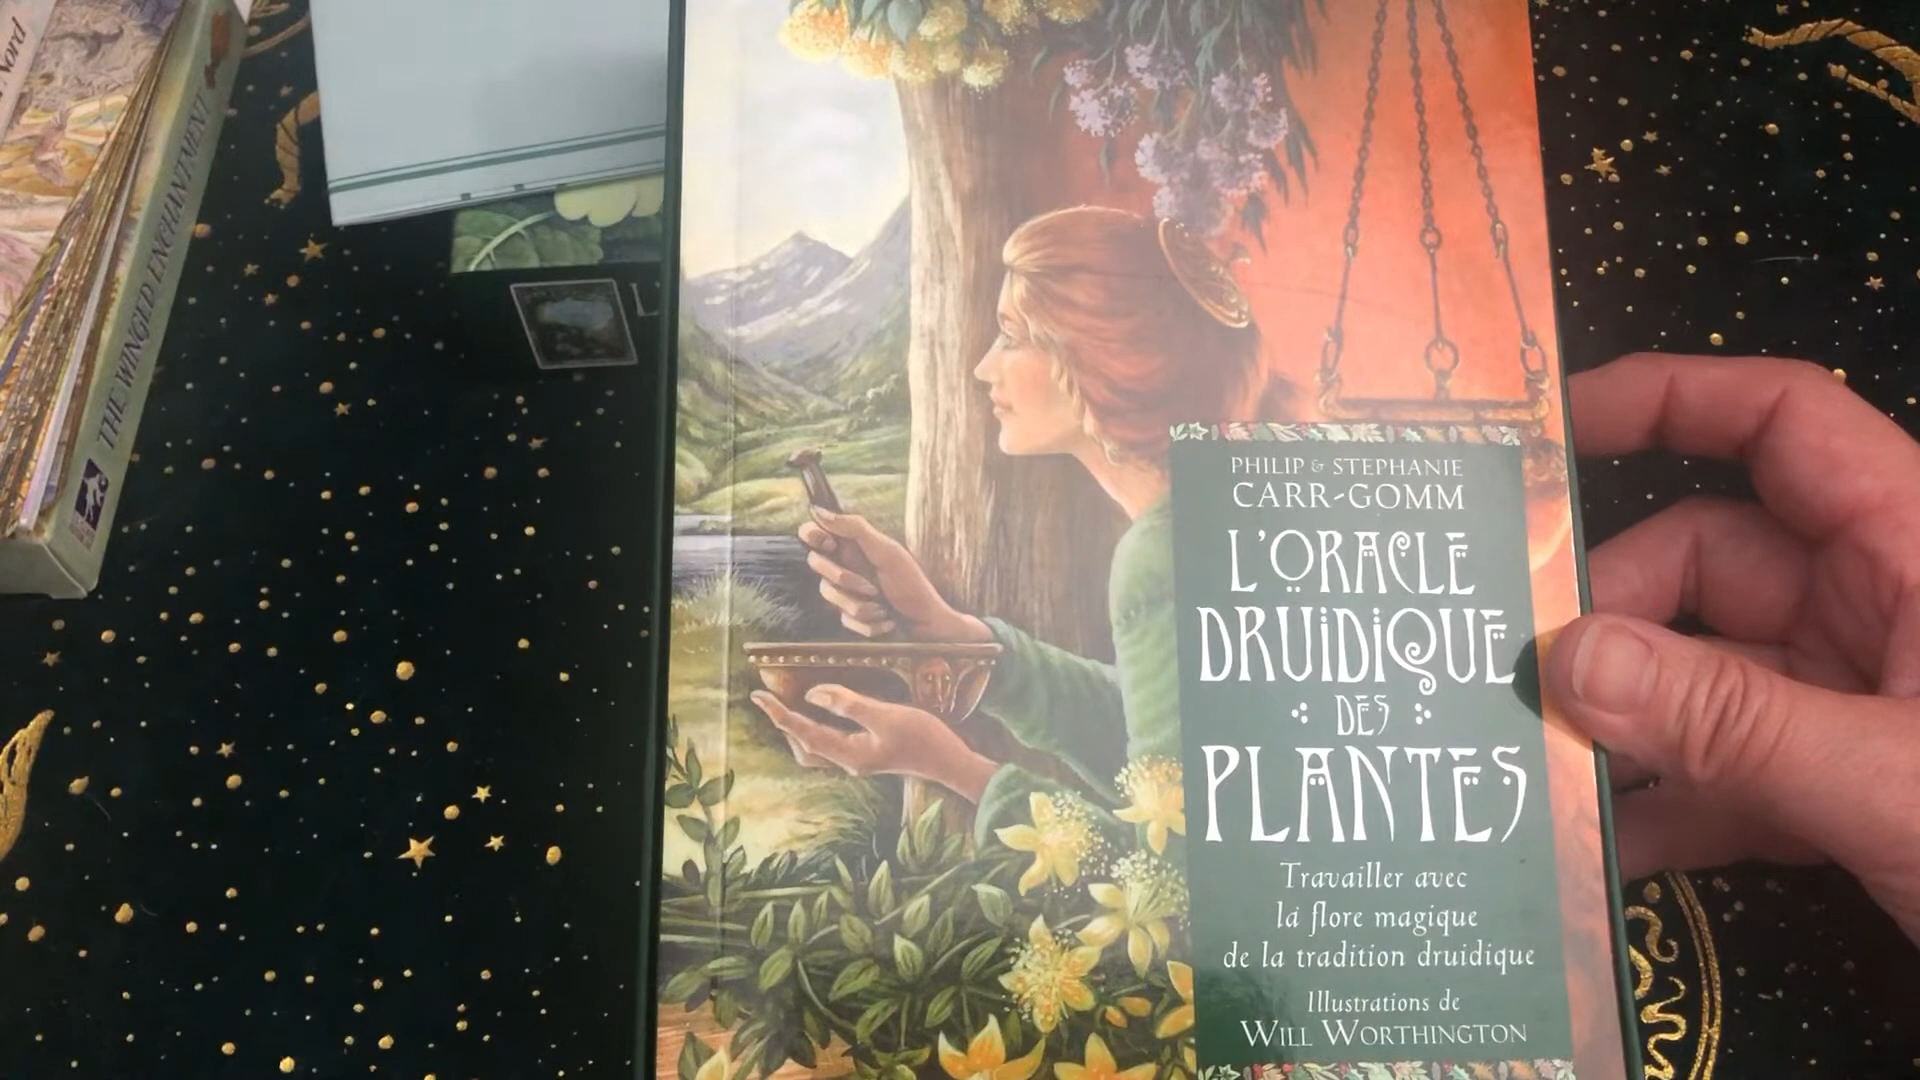 Nord
THE WINGED ENCHANTMENT
L
PHILIP & STEPHANIE
CARR-GOMM
L'ORACLE
DRUiDiQUE
DES
PLANTES
Travailler avec
la flore magique
de la tradition druidique
Illustrations de
WILL WORTHINGTON